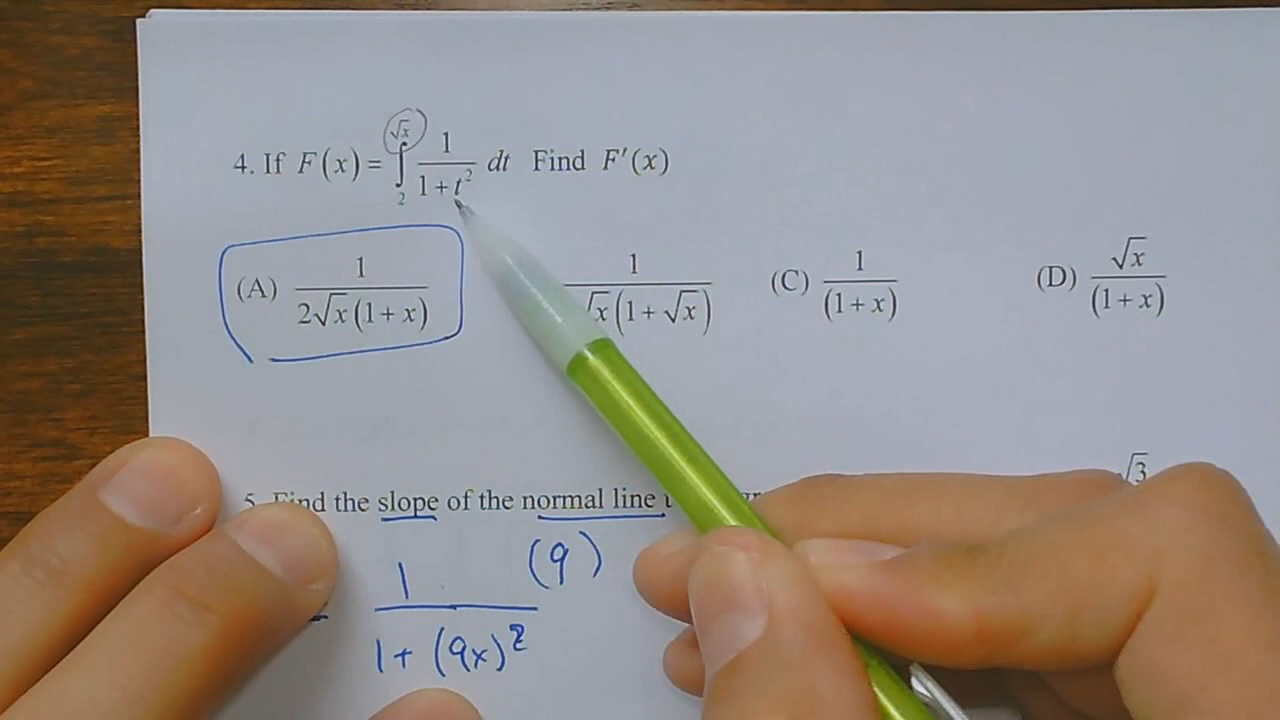 4. If F(x) = ∫₂^√x 1/(1 + t²) dt Find F′(x)
(A) 1/(2√x(1 + x)) 1/(√x(1 + √x)) (C) 1/(1 + x) (D) √x/(1 + x)
√3
5. Find the slope of the normal line
1/(1 + (9x)²) (9)